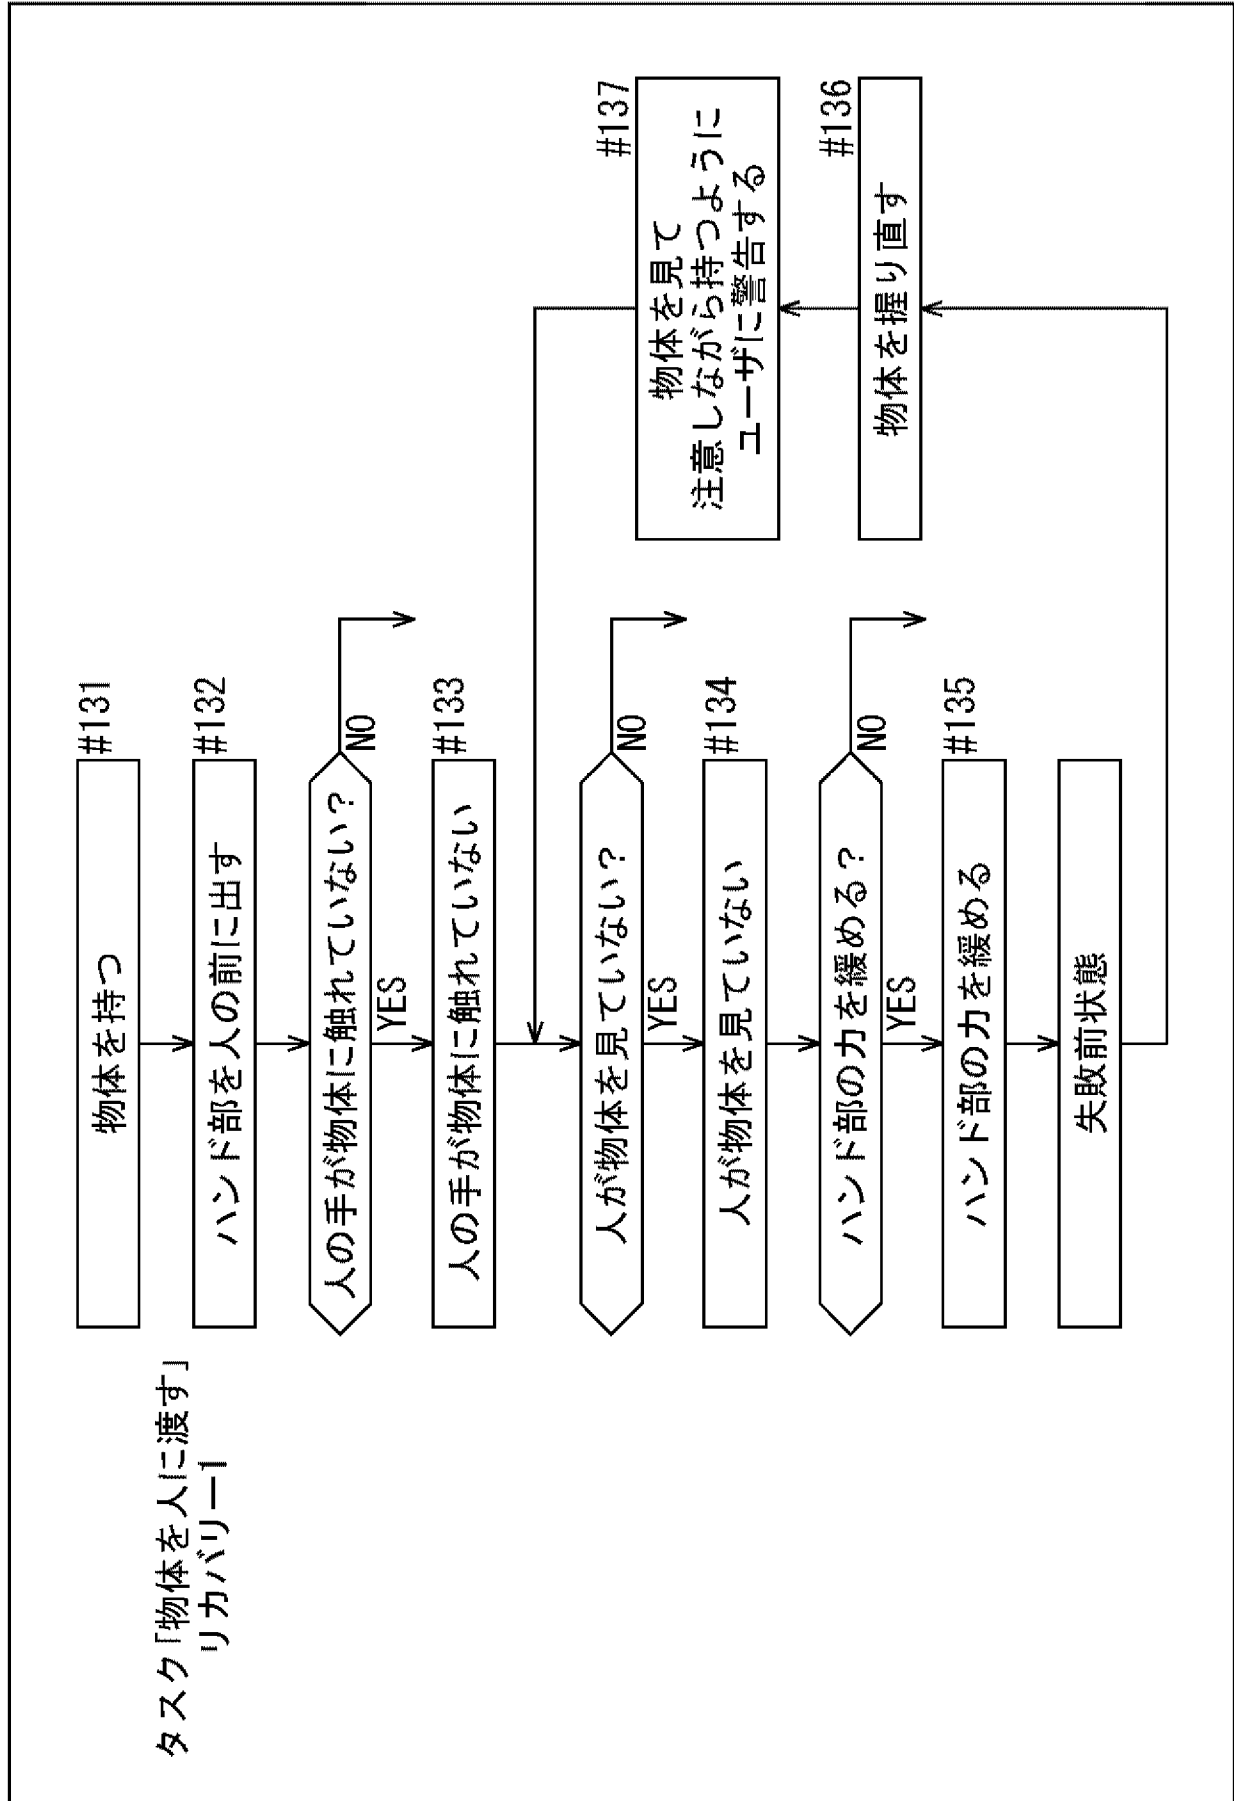 タスク「物体を人に渡す」
リカバリー1
#131
物体を持つ
#132
ハンド部を人の前に出す
人の手が物体に触れていない?
NO
YES
#133
人の手が物体に触れていない
人が物体を見ていない?
NO
YES
#134
人が物体を見ていない
ハンド部の力を緩める?
NO
YES
#135
ハンド部の力を緩める
失敗前状態
#137
物体を見て
注意しながら持つように
ユーザに警告する
#136
物体を握り直す